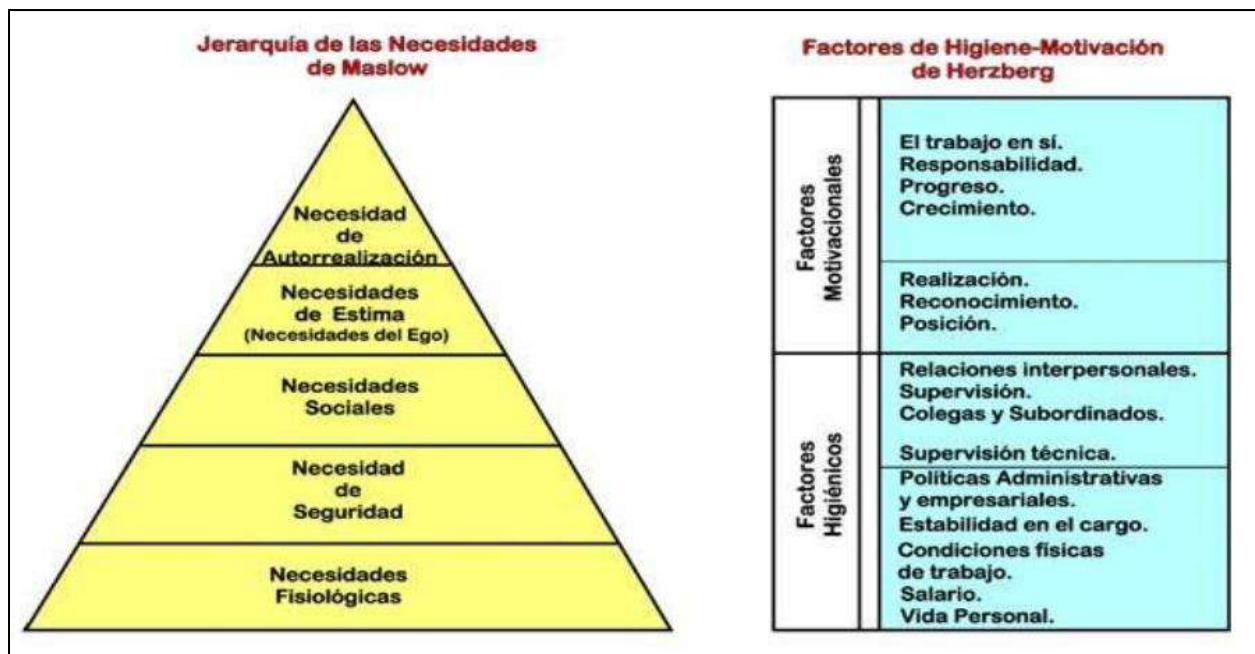 Jerarquía de las Necesidades
de Maslow
Necesidad
de
Autorrealización
Necesidades
de Estima
(Necesidades del Ego)
Necesidades
Sociales
Necesidad
de
Seguridad
Necesidades
Fisiológicas
Factores de Higiene-Motivación
de Herzberg
Factores
Motivacionales
El trabajo en sí.
Responsabilidad.
Progreso.
Crecimiento.
Realización.
Reconocimiento.
Posición.
Factores
Higiénicos
Relaciones interpersonales.
Supervisión.
Colegas y Subordinados.
Supervisión técnica.
Políticas Administrativas
y empresariales.
Estabilidad en el cargo.
Condiciones físicas
de trabajo.
Salario.
Vida Personal.